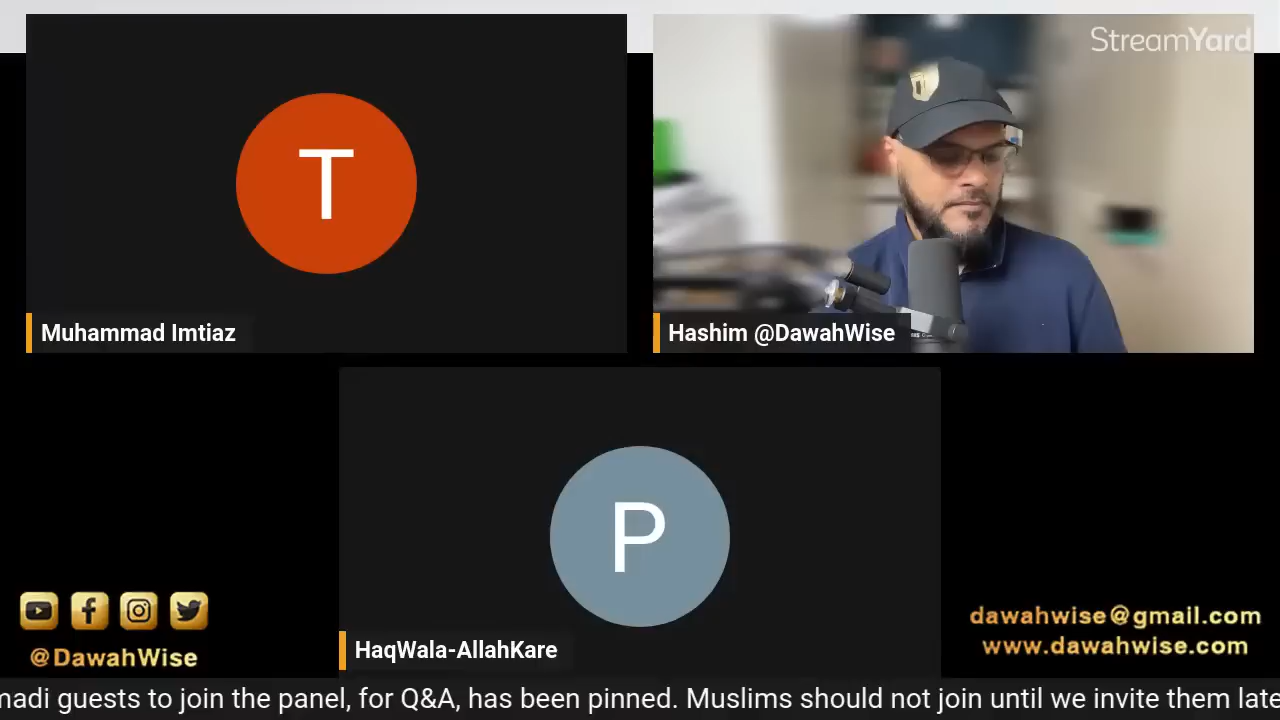 StreamYard
T
Muhammad Imtiaz
Hashim @DawahWise
P
HaqWala-AllahKare
@DawahWise
dawahwise@gmail.com
www.dawahwise.com
madi guests to join the panel, for Q&A, has been pinned. Muslims should not join until we invite them late